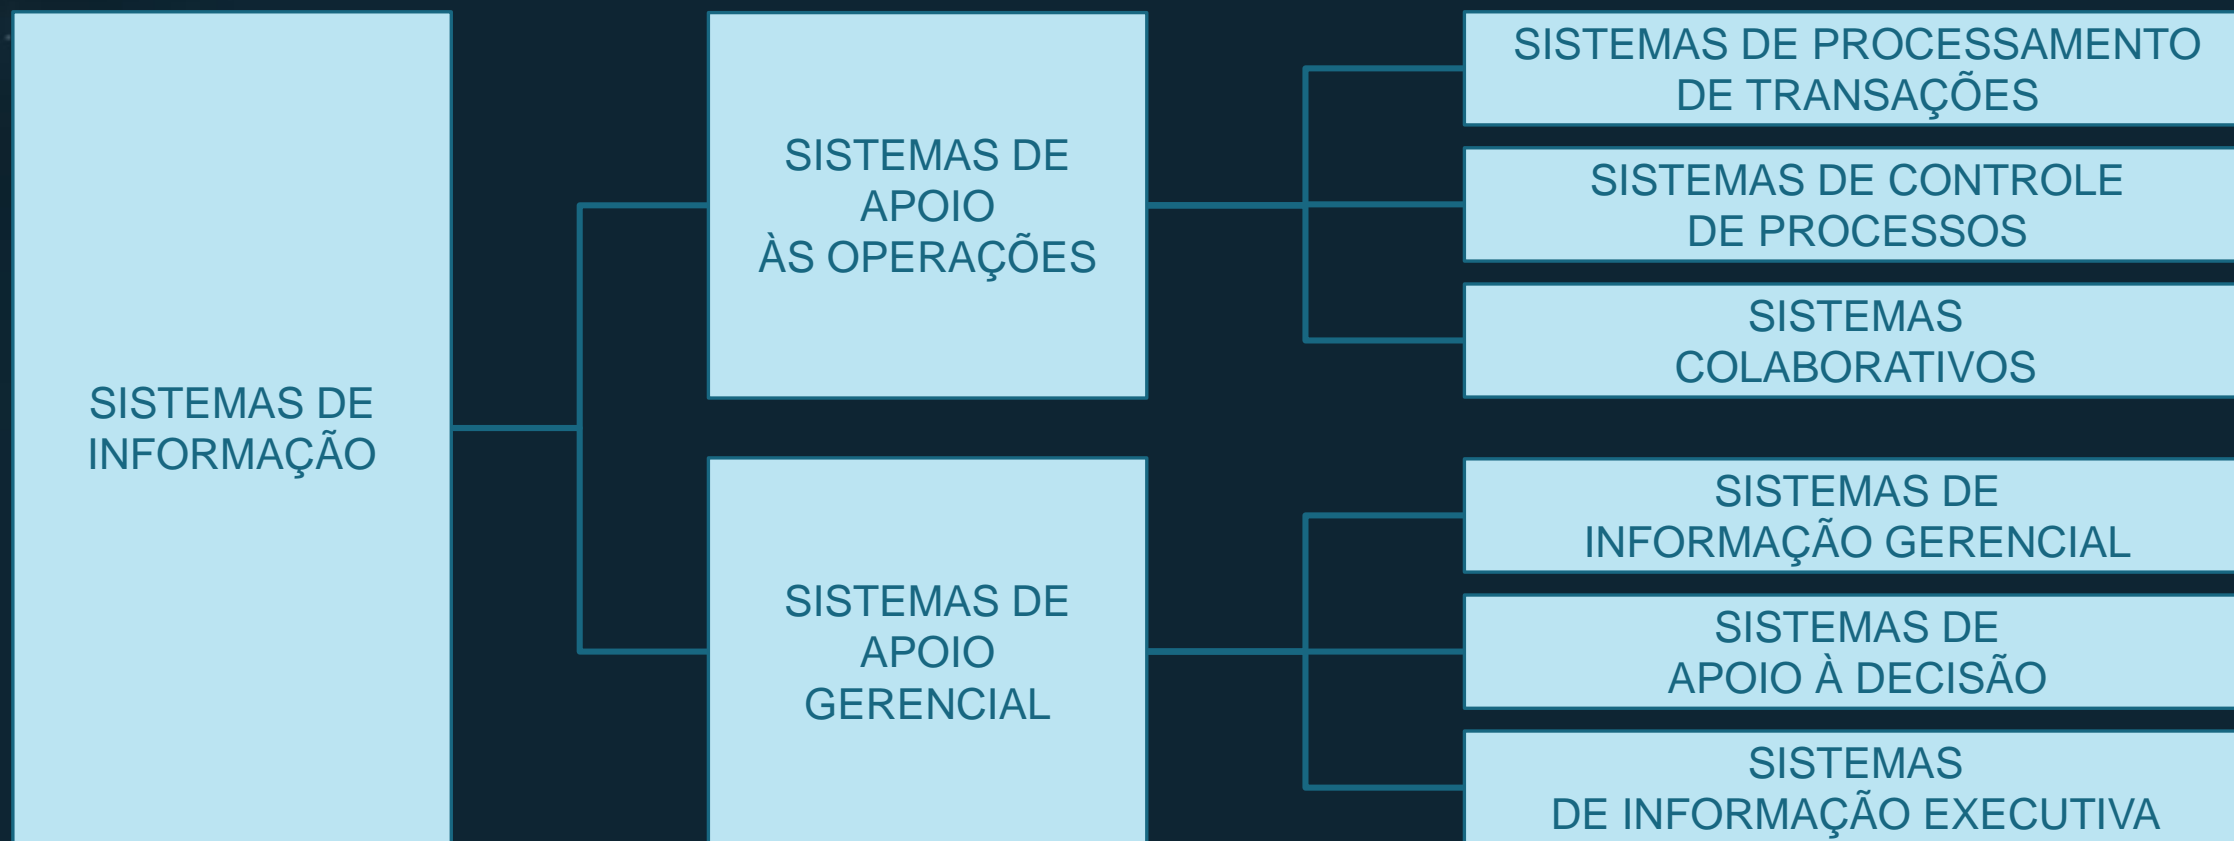 SISTEMAS DE
INFORMAÇÃO
SISTEMAS DE
APOIO
ÀS OPERAÇÕES
SISTEMAS DE PROCESSAMENTO
DE TRANSAÇÕES
SISTEMAS DE CONTROLE
DE PROCESSOS
SISTEMAS
COLABORATIVOS
SISTEMAS DE
APOIO
GERENCIAL
SISTEMAS DE
INFORMAÇÃO GERENCIAL
SISTEMAS DE
APOIO À DECISÃO
SISTEMAS
DE INFORMAÇÃO EXECUTIVA